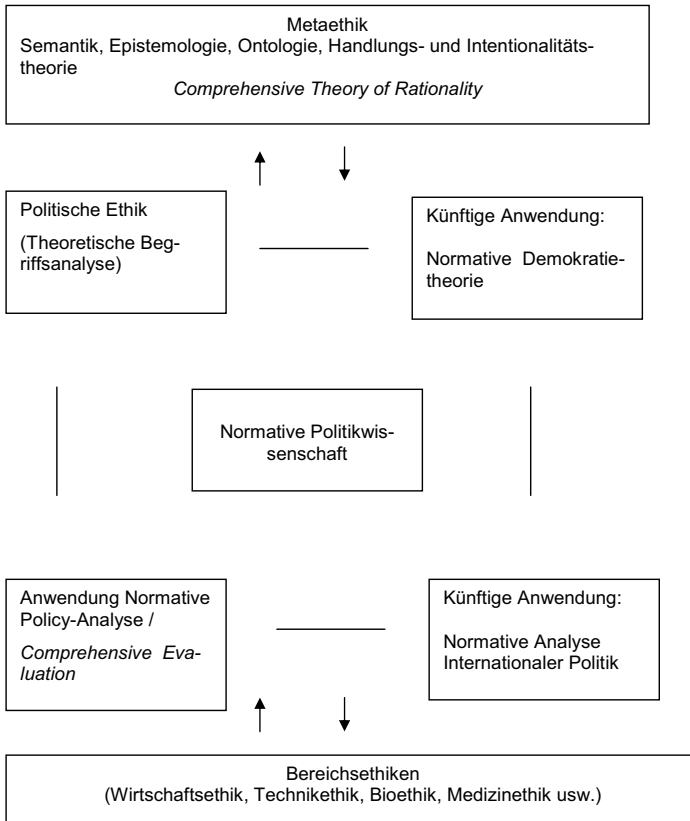 Metaethik
Semantik, Epistemologie, Ontologie, Handlungs- und Intentionalitäts-
theorie
Comprehensive Theory of Rationality
Politische Ethik
(Theoretische Beg-
riffsanalyse)
Künftige Anwendung:
Normative Demokratie-
theorie
Normative Politikwis-
senschaft
Anwendung Normative
Policy-Analyse /
Comprehensive Eva-
luation
Künftige Anwendung:
Normative Analyse
Internationaler Politik
Bereichsethiken
(Wirtschaftsethik, Technikethik, Bioethik, Medizinethik usw.)